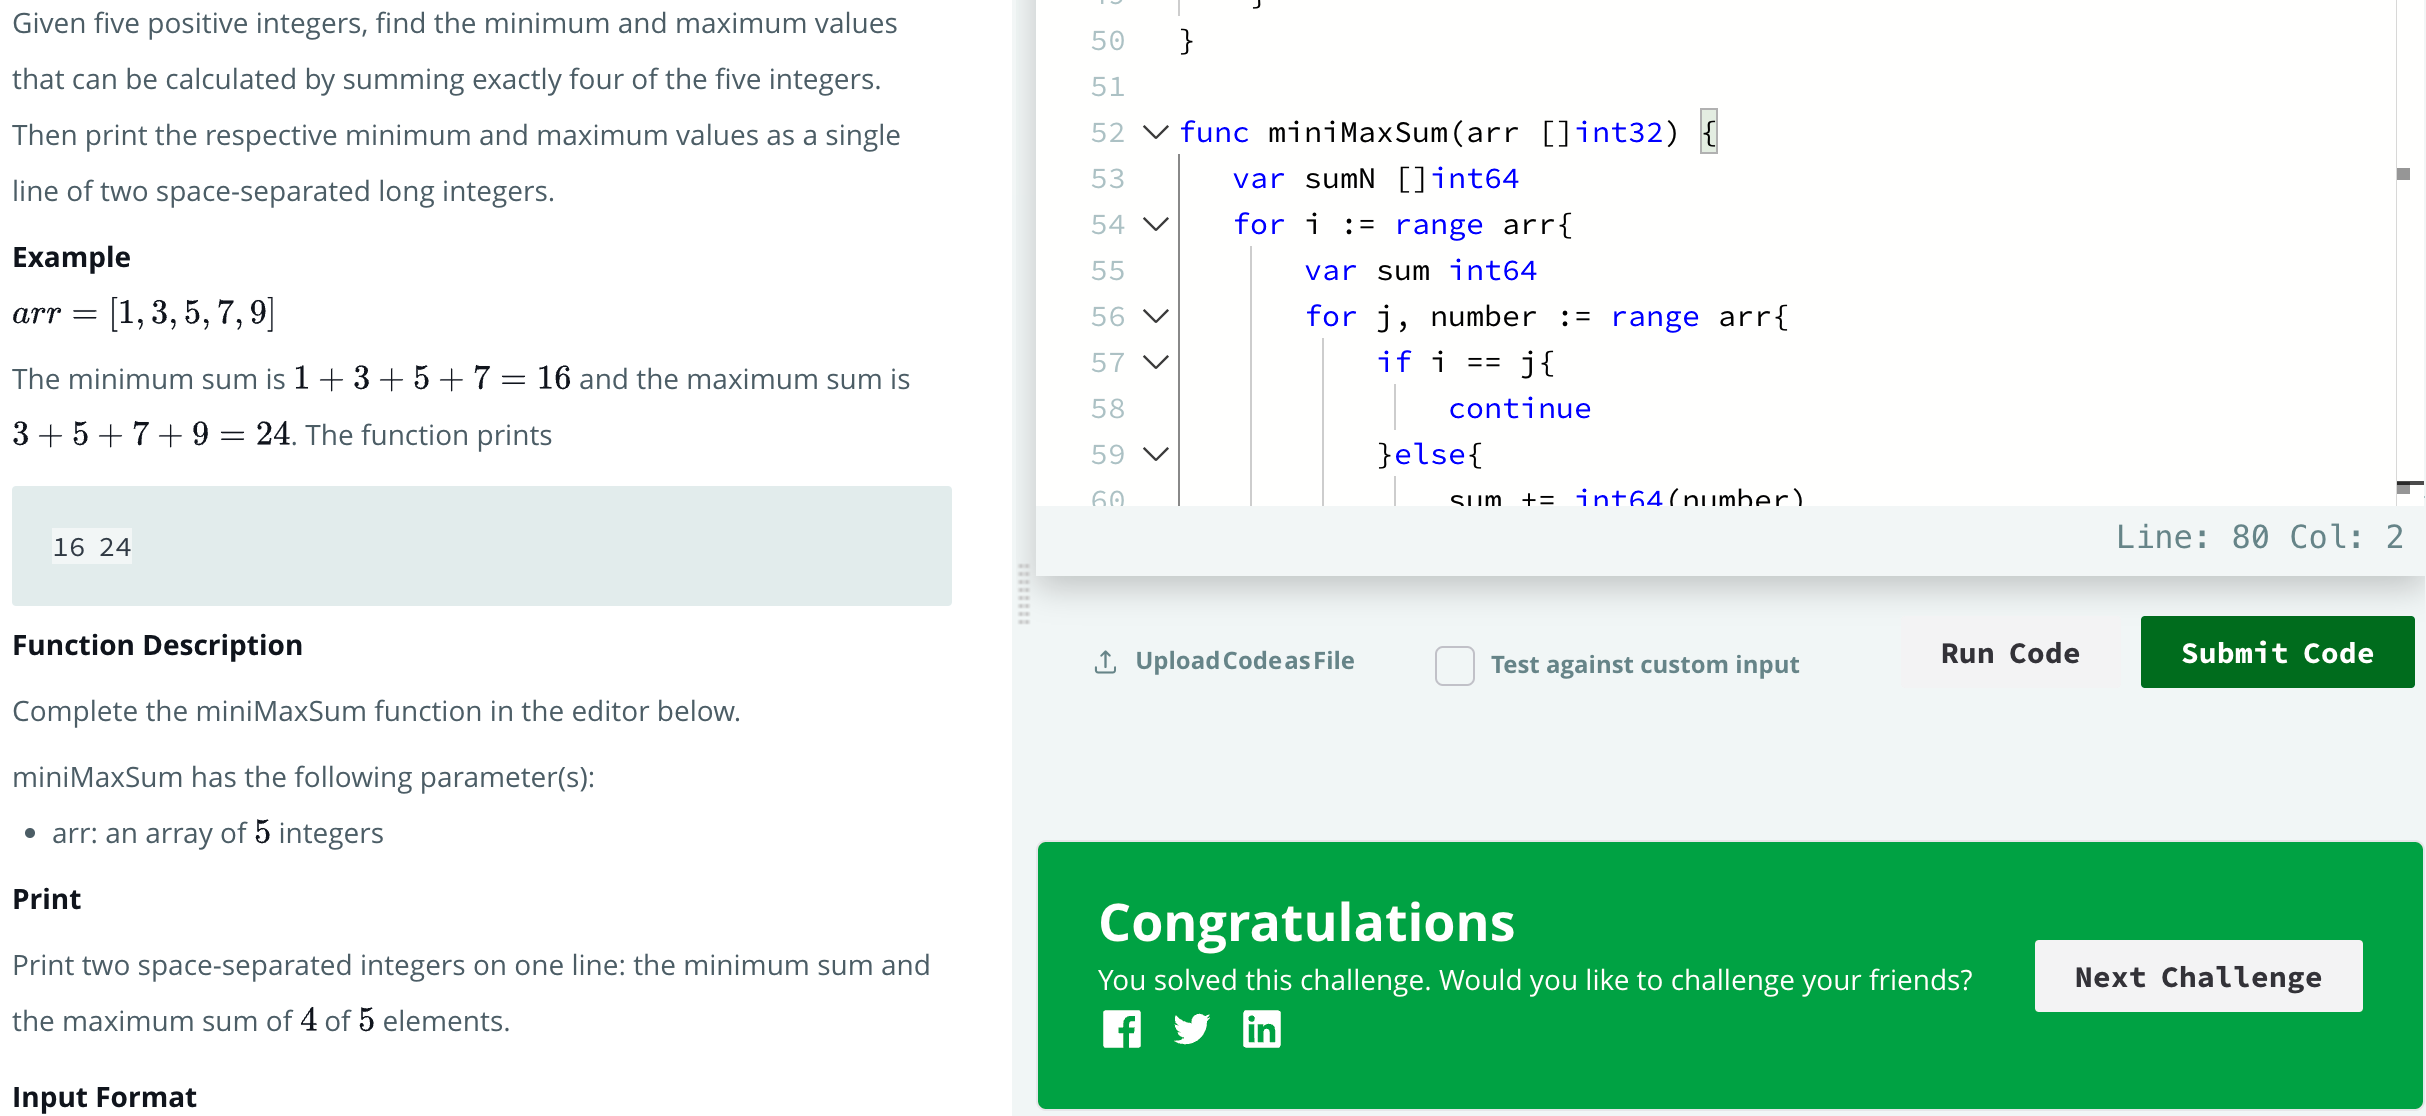 Given five positive integers, find the minimum and maximum values
that can be calculated by summing exactly four of the five integers.
Then print the respective minimum and maximum values as a single
line of two space-separated long integers.
Example
arr = [1, 3, 5, 7, 9]
The minimum sum is 1 + 3 + 5 + 7 = 16 and the maximum sum is
3 + 5 + 7 + 9 = 24. The function prints
16 24
Function Description
Complete the miniMaxSum function in the editor below.
miniMaxSum has the following parameter(s):
• arr: an array of 5 integers
Print
Print two space-separated integers on one line: the minimum sum and
the maximum sum of 4 of 5 elements.
Input Format
50 }
51
52 func miniMaxSum(arr []int32) {
53 var sumN []int64
54 for i := range arr{
55 var sum int64
56 for j, number := range arr{
57 if i == j{
58 continue
59 }else{
60 sum += int64(number)
Line: 80 Col: 2
Upload Code as File
Test against custom input
Run Code
Submit Code
Congratulations
You solved this challenge. Would you like to challenge your friends?
Next Challenge